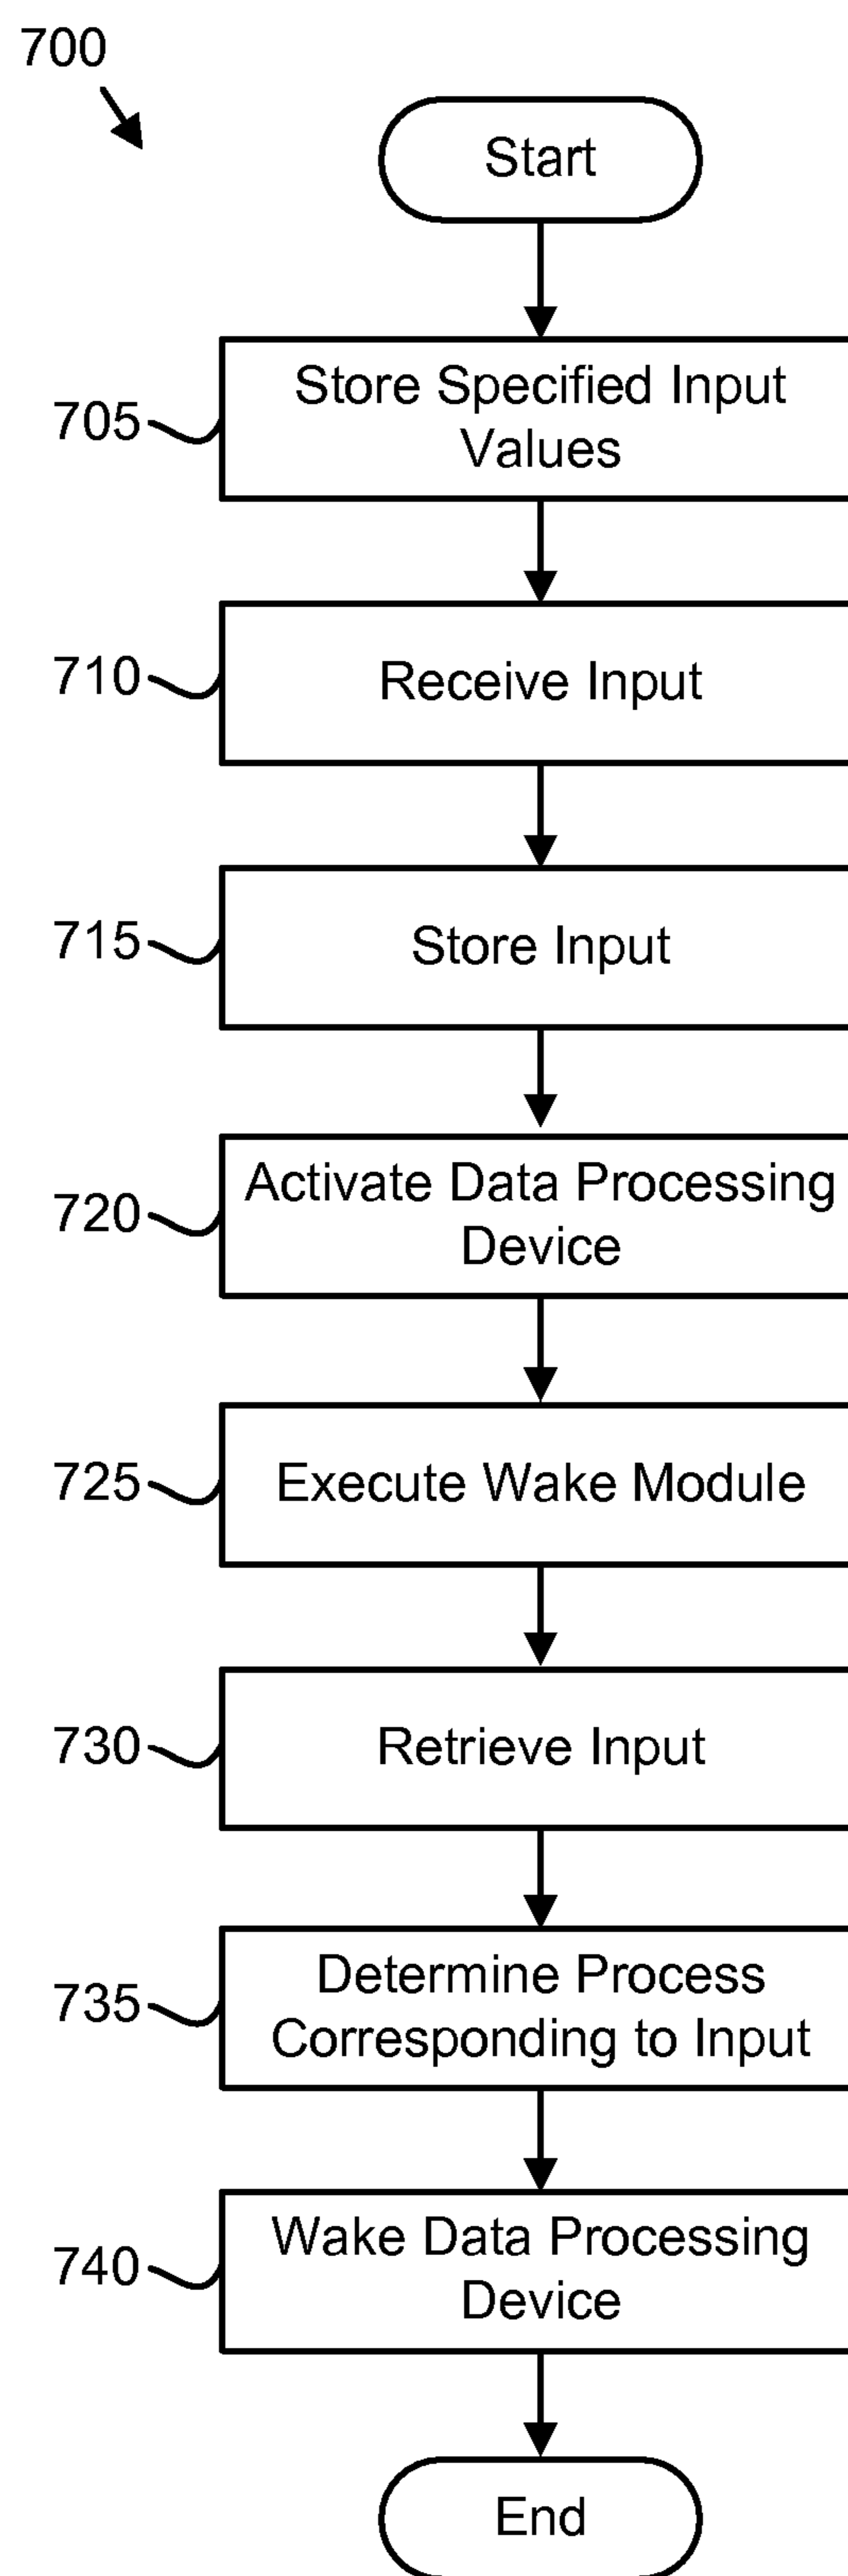 700
Start
705
Store Specified Input
Values
710
Receive Input
715
Store Input
720
Activate Data Processing
Device
725
Execute Wake Module
730
Retrieve Input
735
Determine Process
Corresponding to Input
740
Wake Data Processing
Device
End